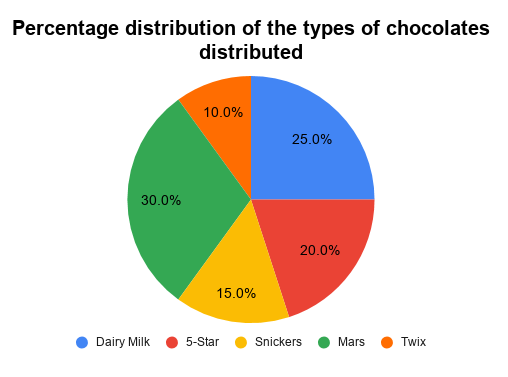 Percentage distribution of the types of chocolates
distributed
10.0%
25.0%
30.0%
20.0%
15.0%
Dairy Milk 5-Star Snickers Mars Twix